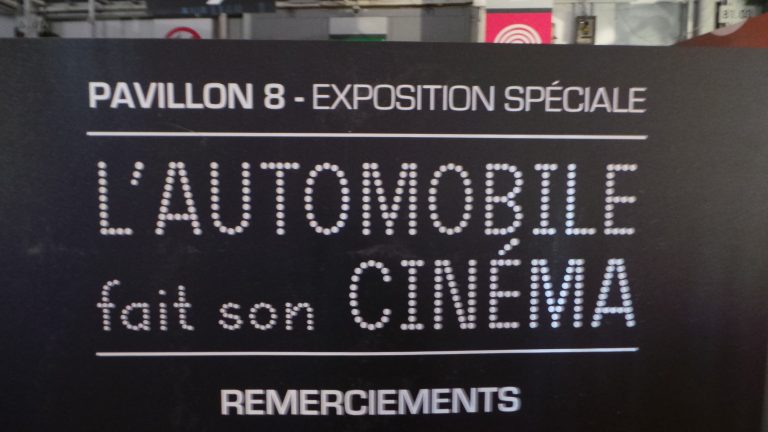 PAVILLON 8 - EXPOSITION SPÉCIALE
L'AUTOMOBILE
fait son CINÉMA
REMERCIEMENTS